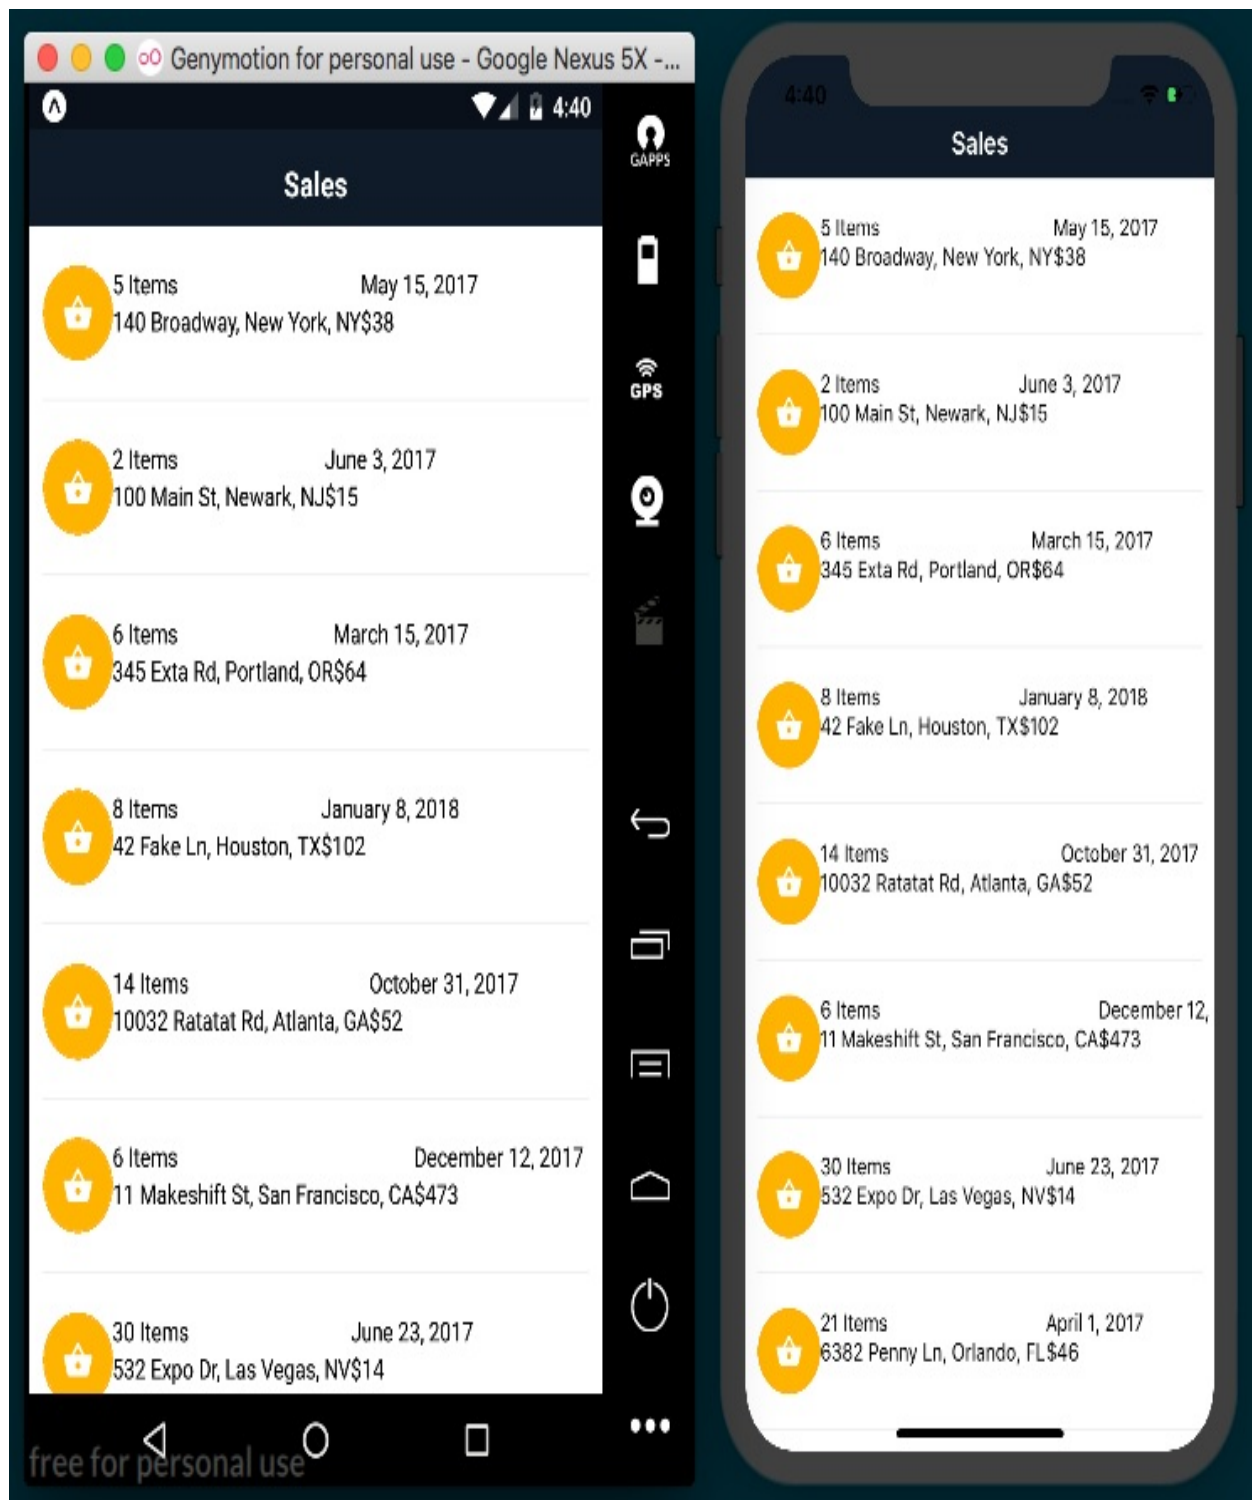 Genymotion for personal use - Google Nexus 5X -...
4:40
Sales
5 Items May 15, 2017
140 Broadway, New York, NY$38
2 Items June 3, 2017
100 Main St, Newark, NJ$15
6 Items March 15, 2017
345 Exta Rd, Portland, OR$64
8 Items January 8, 2018
42 Fake Ln, Houston, TX$102
14 Items October 31, 2017
10032 Ratatat Rd, Atlanta, GA$52
6 Items December 12, 2017
11 Makeshift St, San Francisco, CA$473
30 Items June 23, 2017
532 Expo Dr, Las Vegas, NV$14
free for personal use
GAPPS
GPS
4:40
Sales
5 Items May 15, 2017
140 Broadway, New York, NY$38
2 Items June 3, 2017
100 Main St, Newark, NJ$15
6 Items March 15, 2017
345 Exta Rd, Portland, OR$64
8 Items January 8, 2018
42 Fake Ln, Houston, TX$102
14 Items October 31, 2017
10032 Ratatat Rd, Atlanta, GA$52
6 Items December 12,
11 Makeshift St, San Francisco, CA$473
30 Items June 23, 2017
532 Expo Dr, Las Vegas, NV$14
21 Items April 1, 2017
6382 Penny Ln, Orlando, FL$46